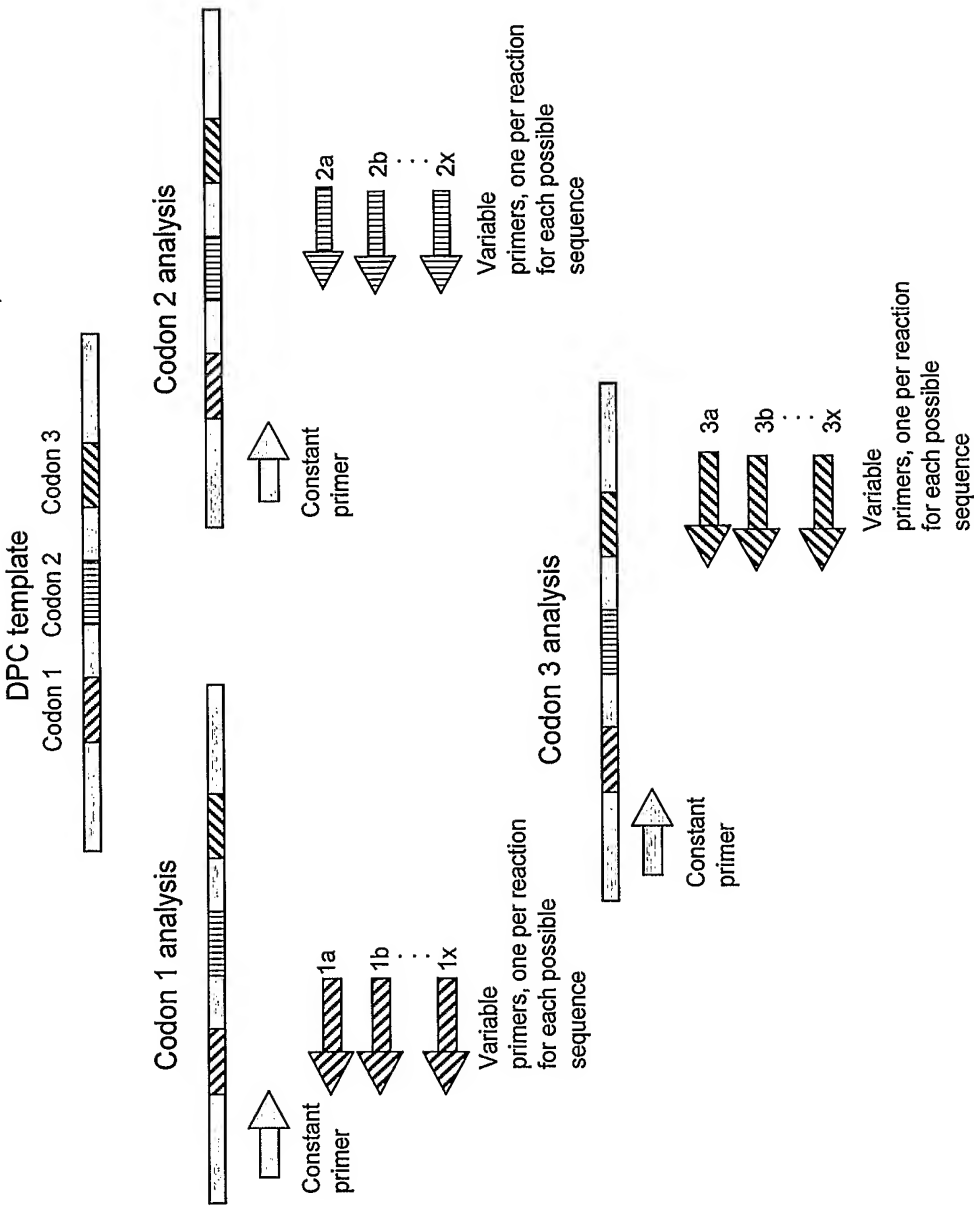 DPC template
Codon 1 Codon 2 Codon 3
Codon 1 analysis
Constant
primer
1a
1b
. . .
1x
Variable
primers, one per reaction
for each possible
sequence
Codon 2 analysis
Constant
primer
2a
2b
. . .
2x
Variable
primers, one per reaction
for each possible
sequence
Codon 3 analysis
Constant
primer
3a
3b
. . .
3x
Variable
primers, one per reaction
for each possible
sequence